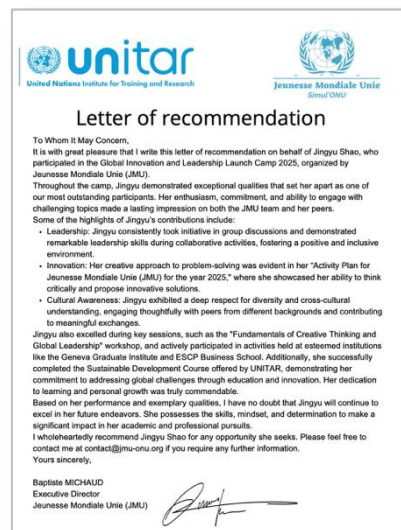 unitar
United Nations Institute for Training and Research
Jeunesse Mondiale Unie
Simul'ONU
Letter of recommendation
To Whom It May Concern,
It is with great pleasure that I write this letter of recommendation on behalf of Jingyu Shao, who
participated in the Global Innovation and Leadership Launch Camp 2025, organized by
Jeunesse Mondiale Unie (JMU).
Throughout the camp, Jingyu demonstrated exceptional qualities that set her apart as one of
our most outstanding participants. Her enthusiasm, commitment, and ability to engage with
challenging topics made a lasting impression on both the JMU team and her peers.
Some of the highlights of Jingyu's contributions include:
• Leadership: Jingyu consistently took initiative in group discussions and demonstrated
remarkable leadership skills during collaborative activities, fostering a positive and inclusive
environment.
• Innovation: Her creative approach to problem-solving was evident in her "Activity Plan for
Jeunesse Mondiale Unie (JMU) for the year 2025," where she showcased her ability to think
critically and propose innovative solutions.
• Cultural Awareness: Jingyu exhibited a deep respect for diversity and cross-cultural
understanding, engaging thoughtfully with peers from different backgrounds and contributing
to meaningful exchanges.
Jingyu also excelled during key sessions, such as the "Fundamentals of Creative Thinking and
Global Leadership" workshop, and actively participated in activities held at esteemed institutions
like the Geneva Graduate Institute and ESCP Business School. Additionally, she successfully
completed the Sustainable Development Course offered by UNITAR, demonstrating her
commitment to addressing global challenges through education and innovation. Her dedication
to learning and personal growth was truly commendable.
Based on her performance and exemplary qualities, I have no doubt that Jingyu will continue to
excel in her future endeavors. She possesses the skills, mindset, and determination to make a
significant impact in her academic and professional pursuits.
I wholeheartedly recommend Jingyu Shao for any opportunity she seeks. Please feel free to
contact me at contact@jmu-onu.org if you require any further information.
Yours sincerely,
Baptiste MICHAUD
Executive Director
Jeunesse Mondiale Unie (JMU)